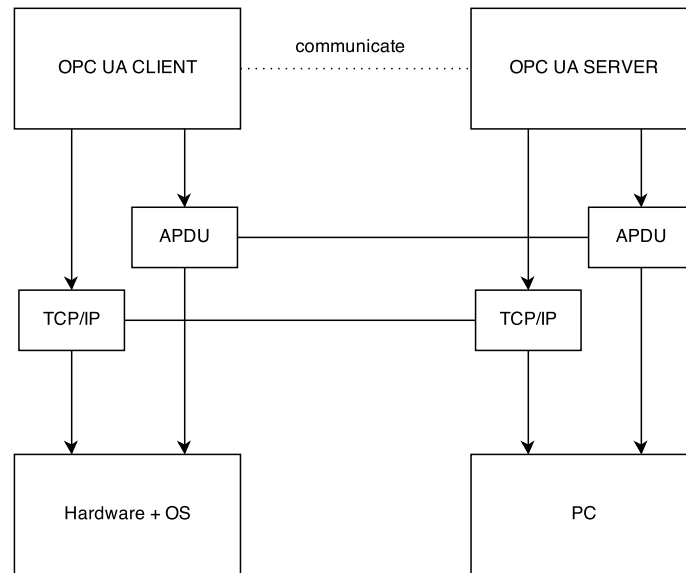 communicate
OPC UA CLIENT
OPC UA SERVER
APDU
APDU
TCP/IP
TCP/IP
Hardware + OS
PC